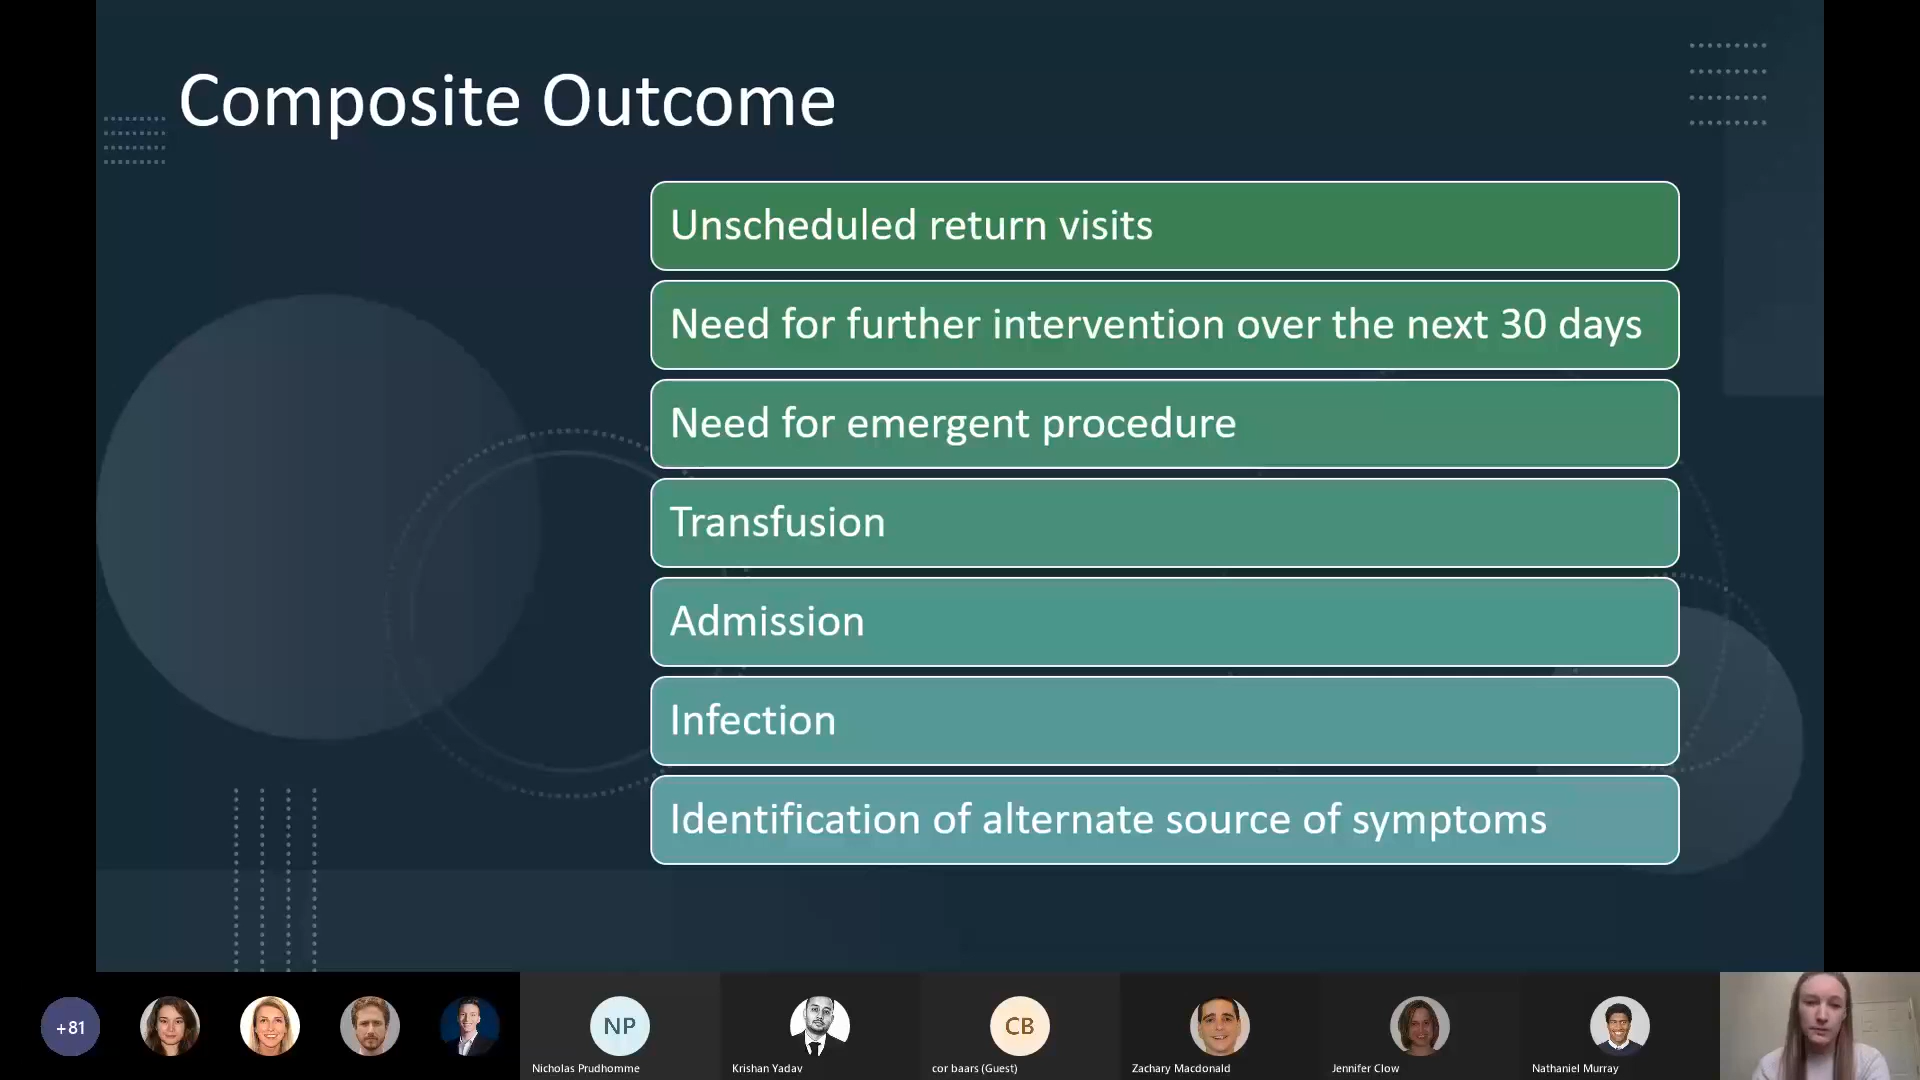 Composite Outcome
Unscheduled return visits
Need for further intervention over the next 30 days
Need for emergent procedure
Transfusion
Admission
Infection
Identification of alternate source of symptoms
+81
NP
CB
Nicholas Prudhomme
Krishan Yadav
cor baars (Guest)
Zachary Macdonald
Jennifer Clow
Nathaniel Murray